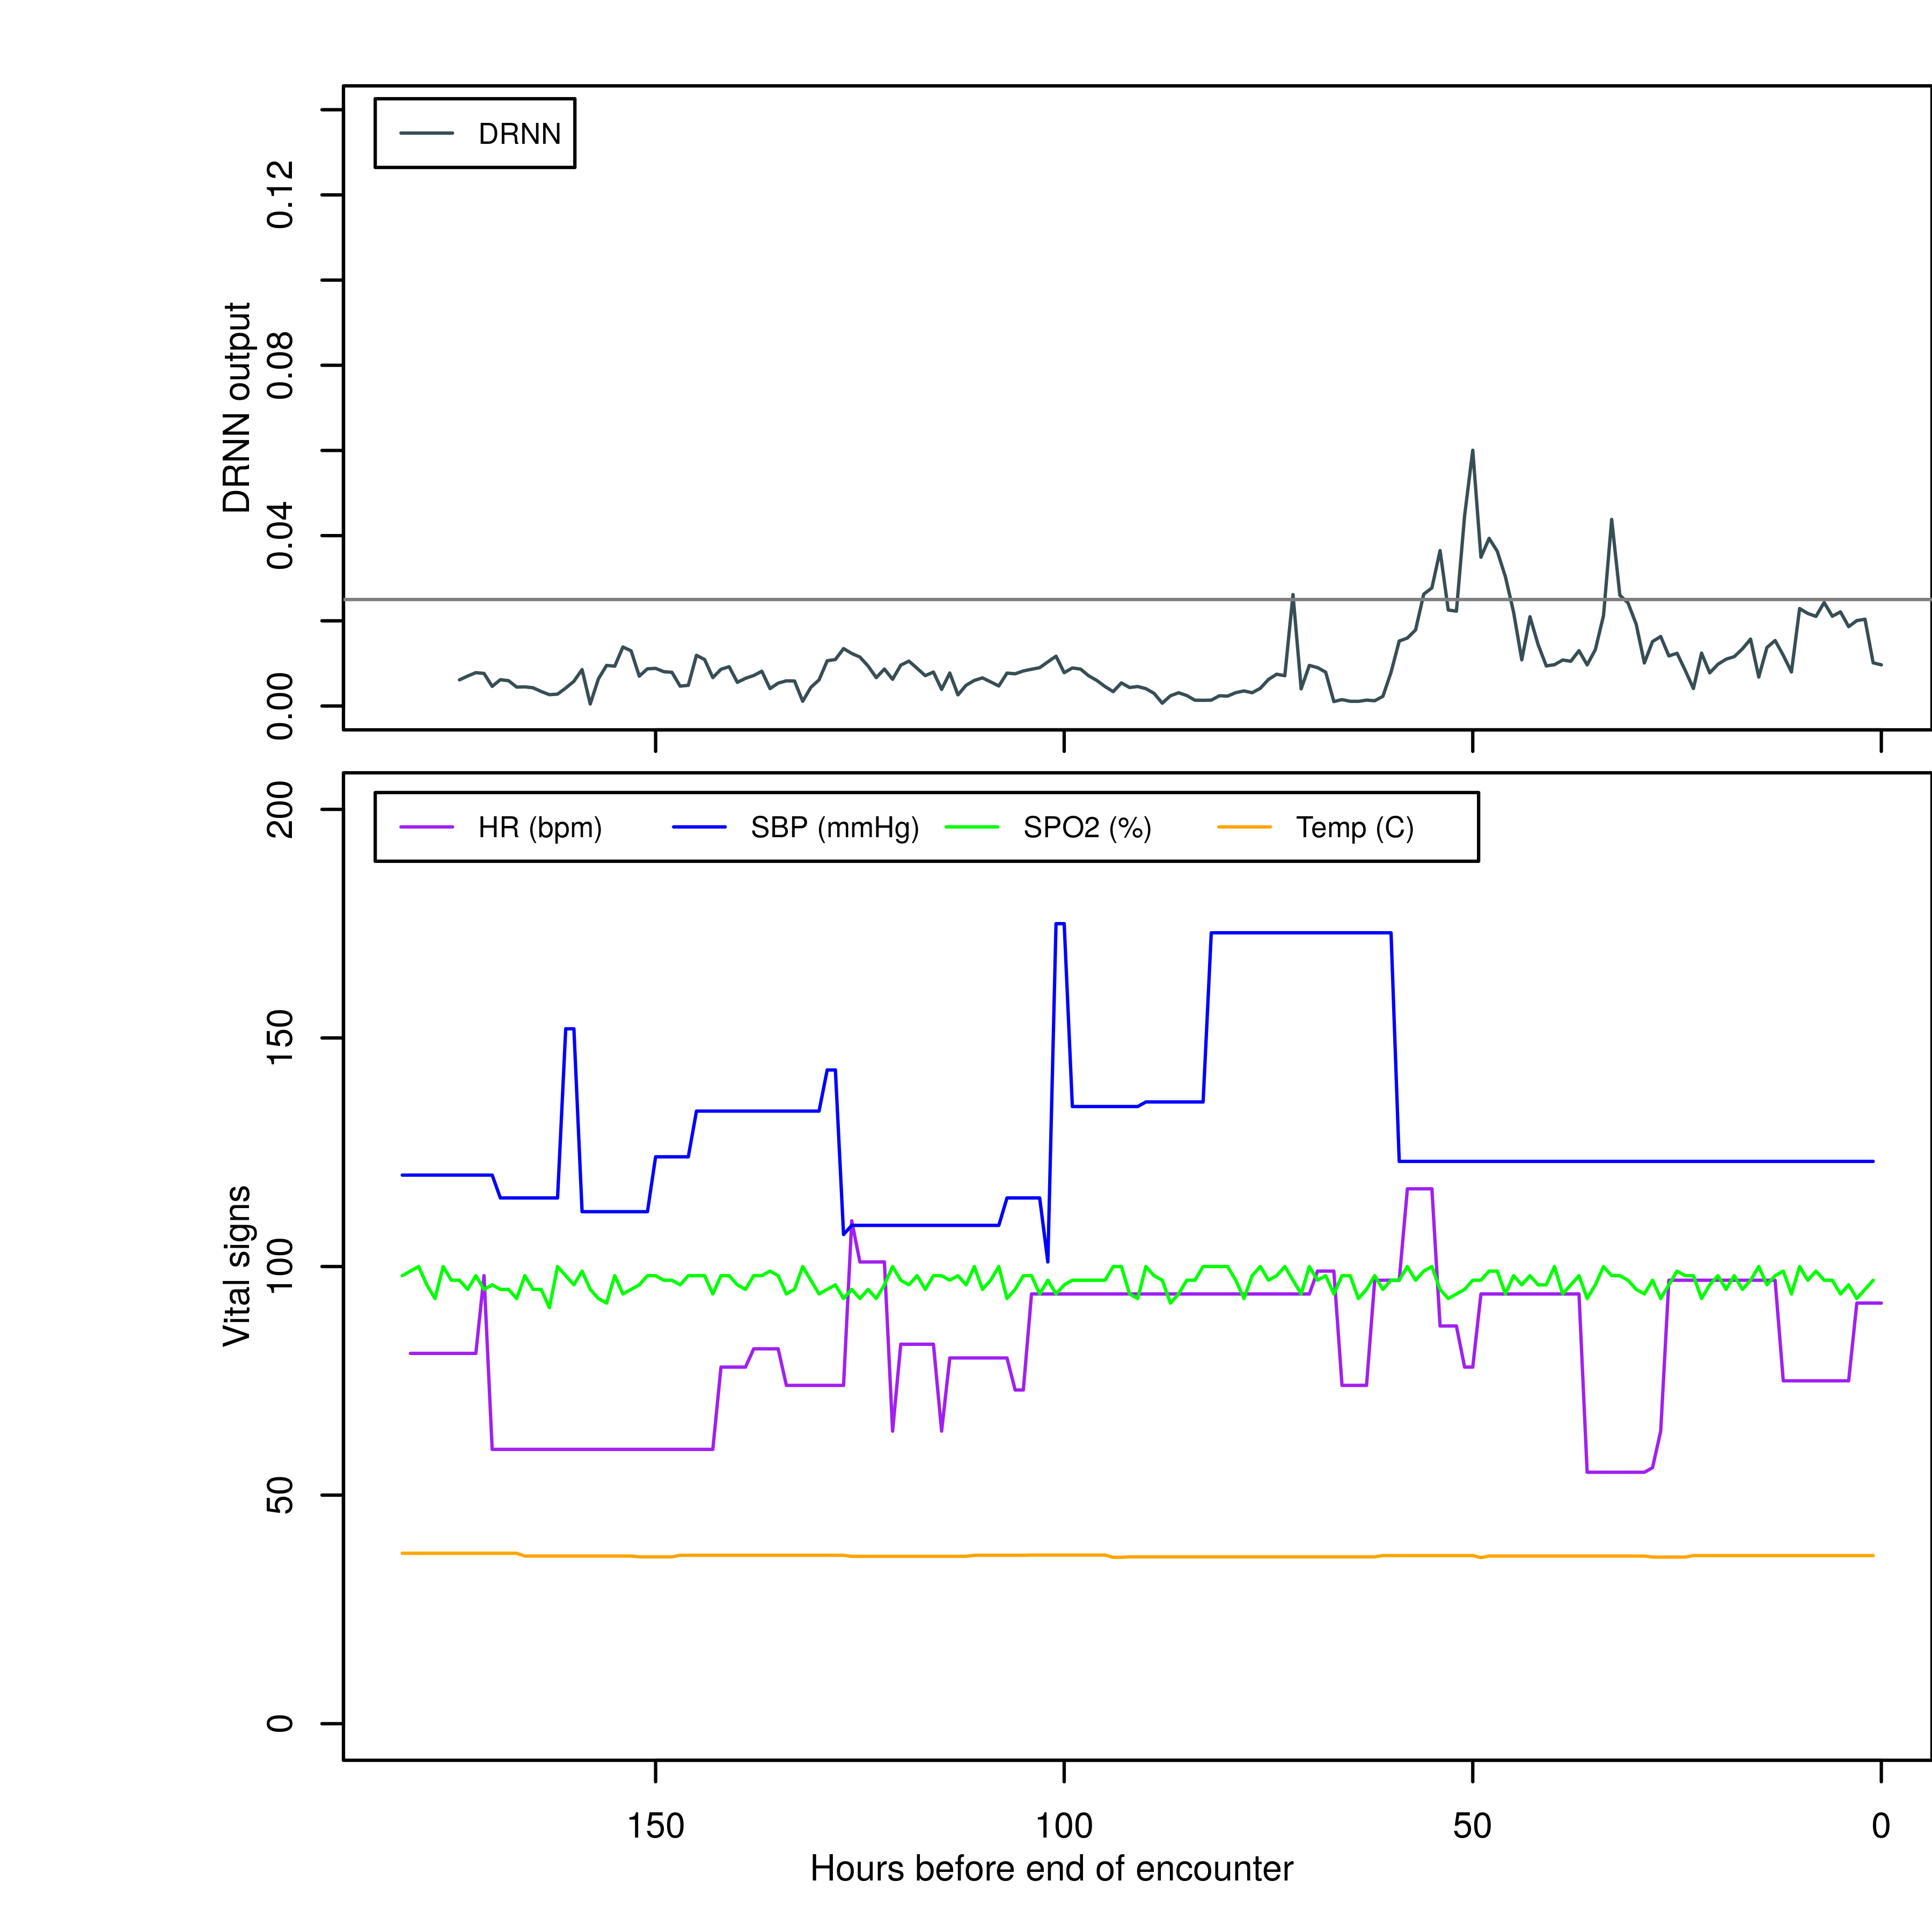 DRNN
0.12
0.08
0.04
0.00
DRNN output
HR (bpm) SBP (mmHg) SPO2 (%) Temp (C)
200
150
100
50
0
Vital signs
150 100 50 0
Hours before end of encounter